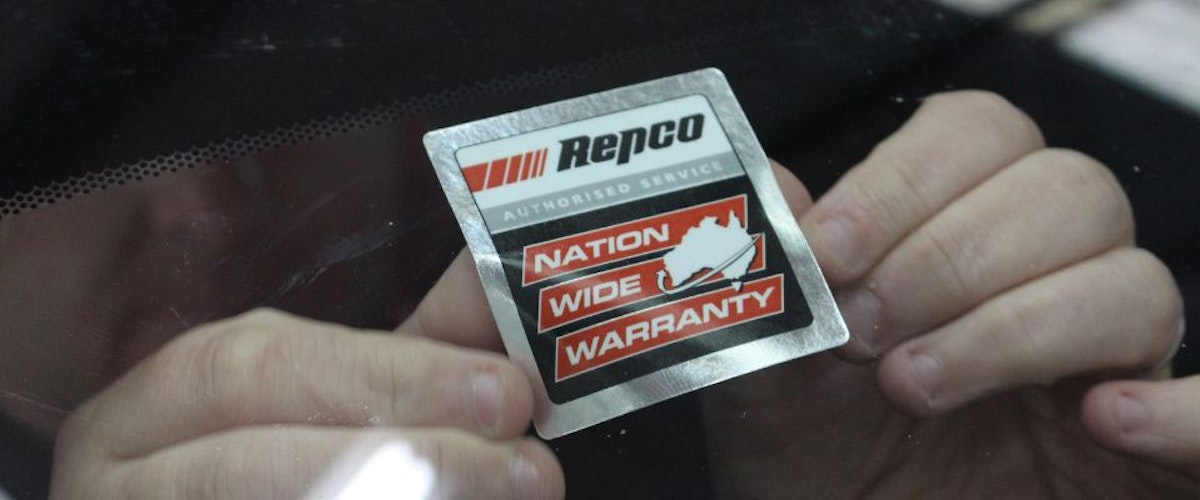 Repco
AUTHORISED SERVICE
NATION
WIDE
WARRANTY